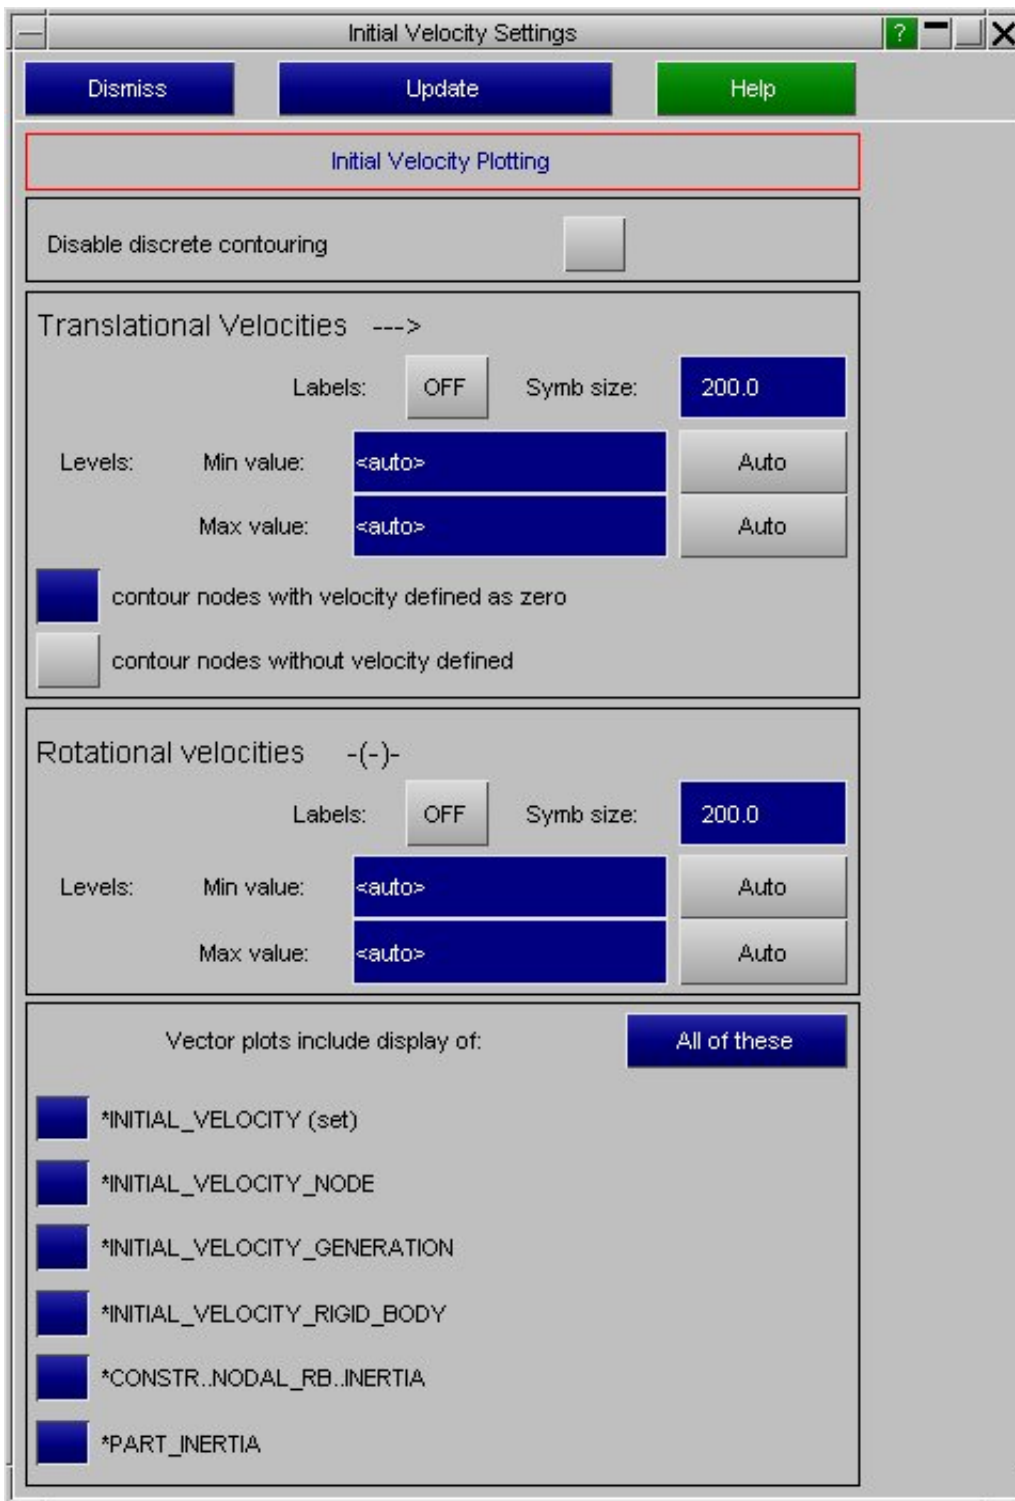 Initial Velocity Settings ?
Dismiss Update Help
Initial Velocity Plotting
Disable discrete contouring
Translational Velocities --->
Labels: OFF Symb size: 200.0
Levels: Min value: <auto> Auto
Max value: <auto> Auto
contour nodes with velocity defined as zero
contour nodes without velocity defined
Rotational velocities -(-)-
Labels: OFF Symb size: 200.0
Levels: Min value: <auto> Auto
Max value: <auto> Auto
Vector plots include display of: All of these
*INITIAL_VELOCITY (set)
*INITIAL_VELOCITY_NODE
*INITIAL_VELOCITY_GENERATION
*INITIAL_VELOCITY_RIGID_BODY
*CONSTR..NODAL_RB..INERTIA
*PART_INERTIA